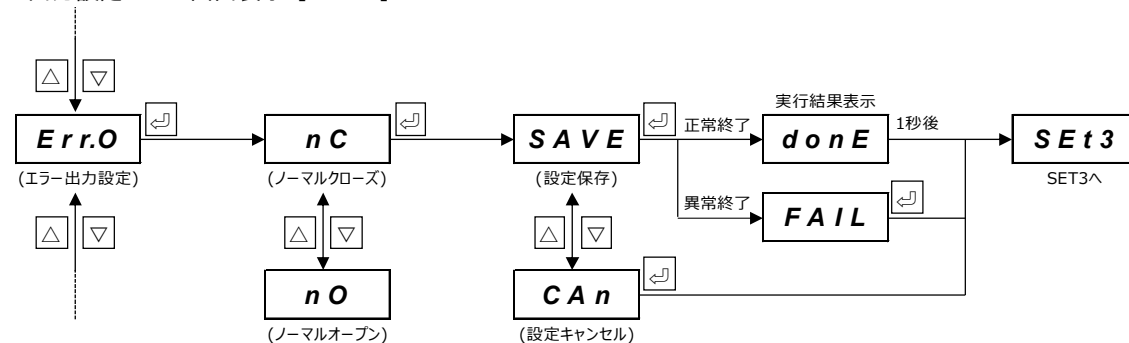 実行結果表示
Err.O
nC
SAVE
正常終了
donE
1秒後
SEt3
(エラー出力設定)
(ノーマルクローズ)
(設定保存)
SET3へ
異常終了
FAIL
nO
CAn
(ノーマルオープン)
(設定キャンセル)